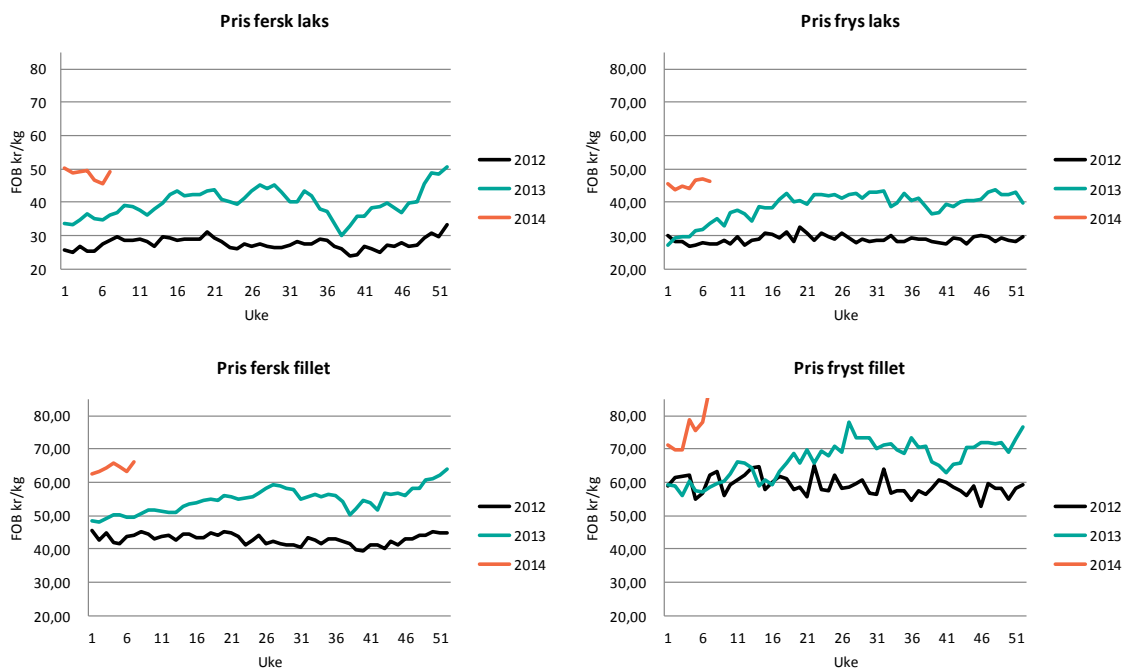 Pris fersk laks
FOB kr/kg
80
70
60
50
40
30
20
1 6 11 16 21 26 31 36 41 46 51
Uke
2012
2013
2014
Pris frys laks
FOB kr/kg
80,00
70,00
60,00
50,00
40,00
30,00
20,00
1 6 11 16 21 26 31 36 41 46 51
Uke
2012
2013
2014
Pris fersk fillet
FOB kr/kg
80,00
70,00
60,00
50,00
40,00
30,00
20,00
1 6 11 16 21 26 31 36 41 46 51
Uke
2012
2013
2014
Pris fryst fillet
FOB kr/kg
80,00
70,00
60,00
50,00
40,00
30,00
20,00
1 6 11 16 21 26 31 36 41 46 51
Uke
2012
2013
2014